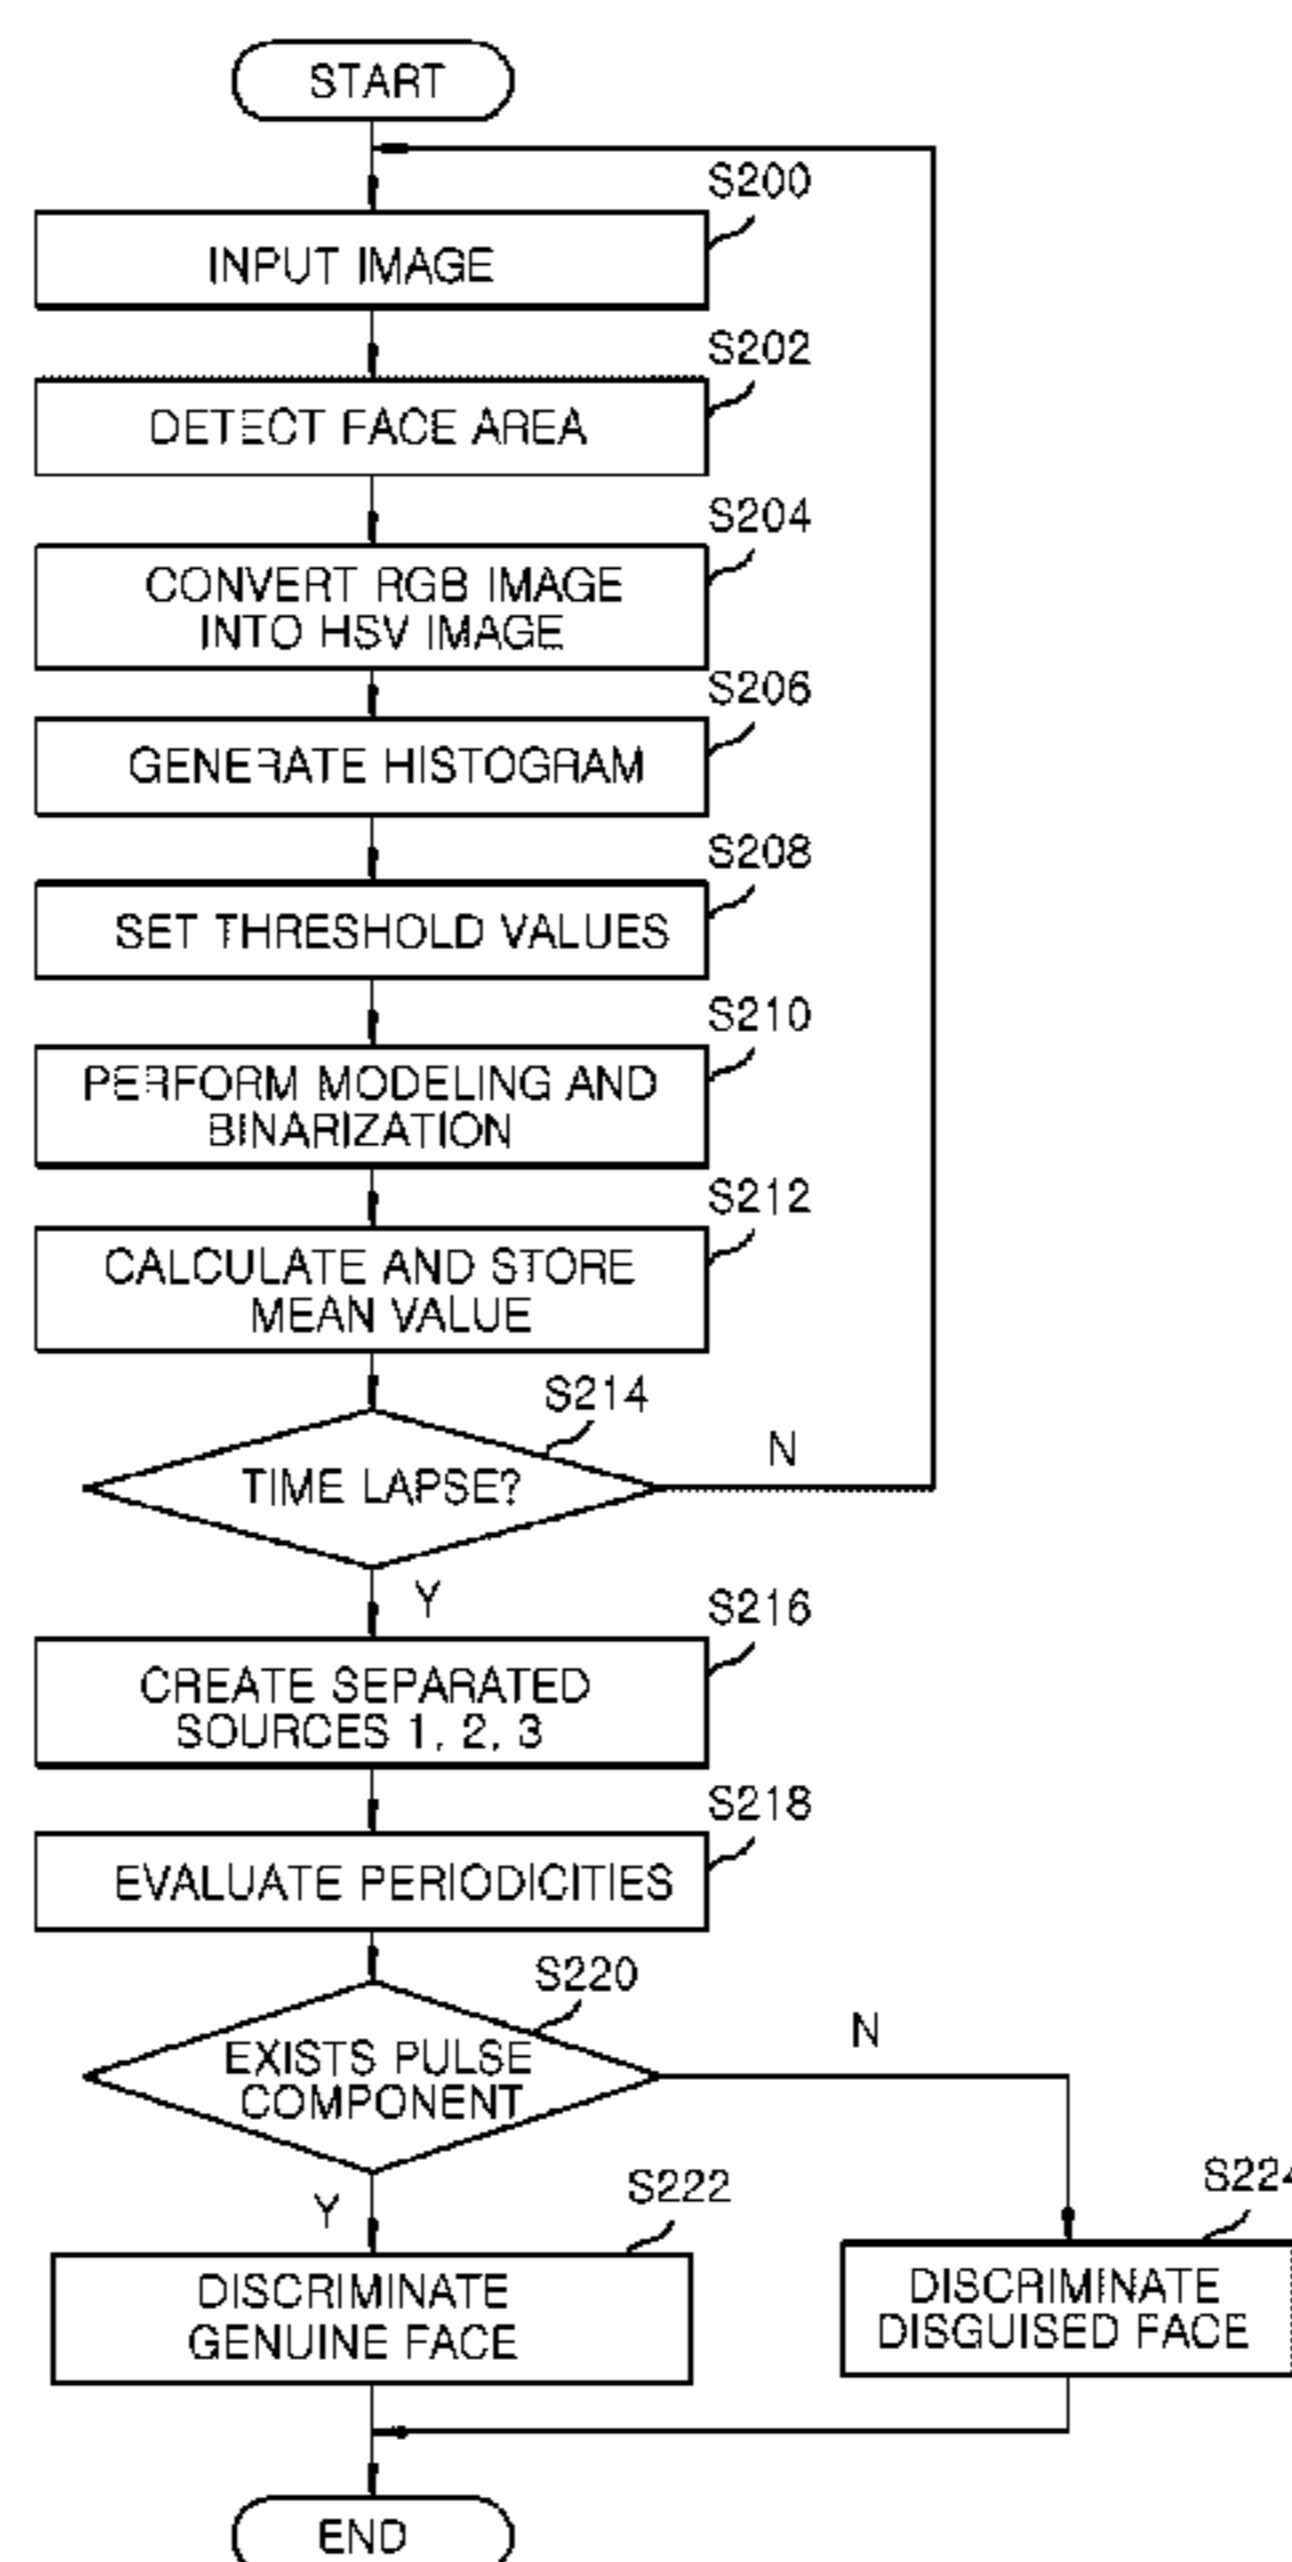 START
S200
INPUT IMAGE
S202
DETECT FACE AREA
S204
CONVERT RGB IMAGE
INTO HSV IMAGE
S206
GENERATE HISTOGRAM
S208
SET THRESHOLD VALUES
S210
PERFORM MODELING AND
BINARIZATION
S212
CALCULATE AND STORE
MEAN VALUE
S214
TIME LAPSE?
N
Y
S216
CREATE SEPARATED
SOURCES 1, 2, 3
S218
EVALUATE PERIODICITIES
S220
EXISTS PULSE
COMPONENT
N
Y
S222
DISCRIMINATE
GENUINE FACE
S224
DISCRIMINATE
DISGUISED FACE
END